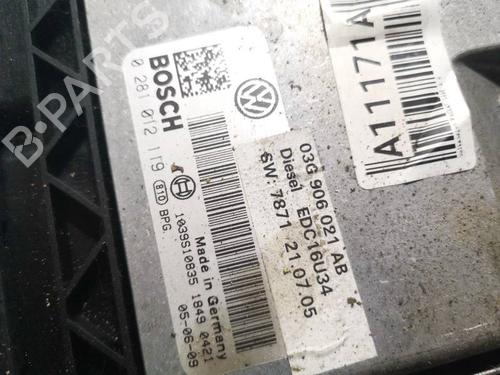 BOSCH
0 281 012 119
810 BPG.
1039S10835 1849 0421
Made in Germany
05-06-09
03G 906 021 AB
Diesel EDC16U34
SW: 7871 21.07.05
A11171A
B-PARTS